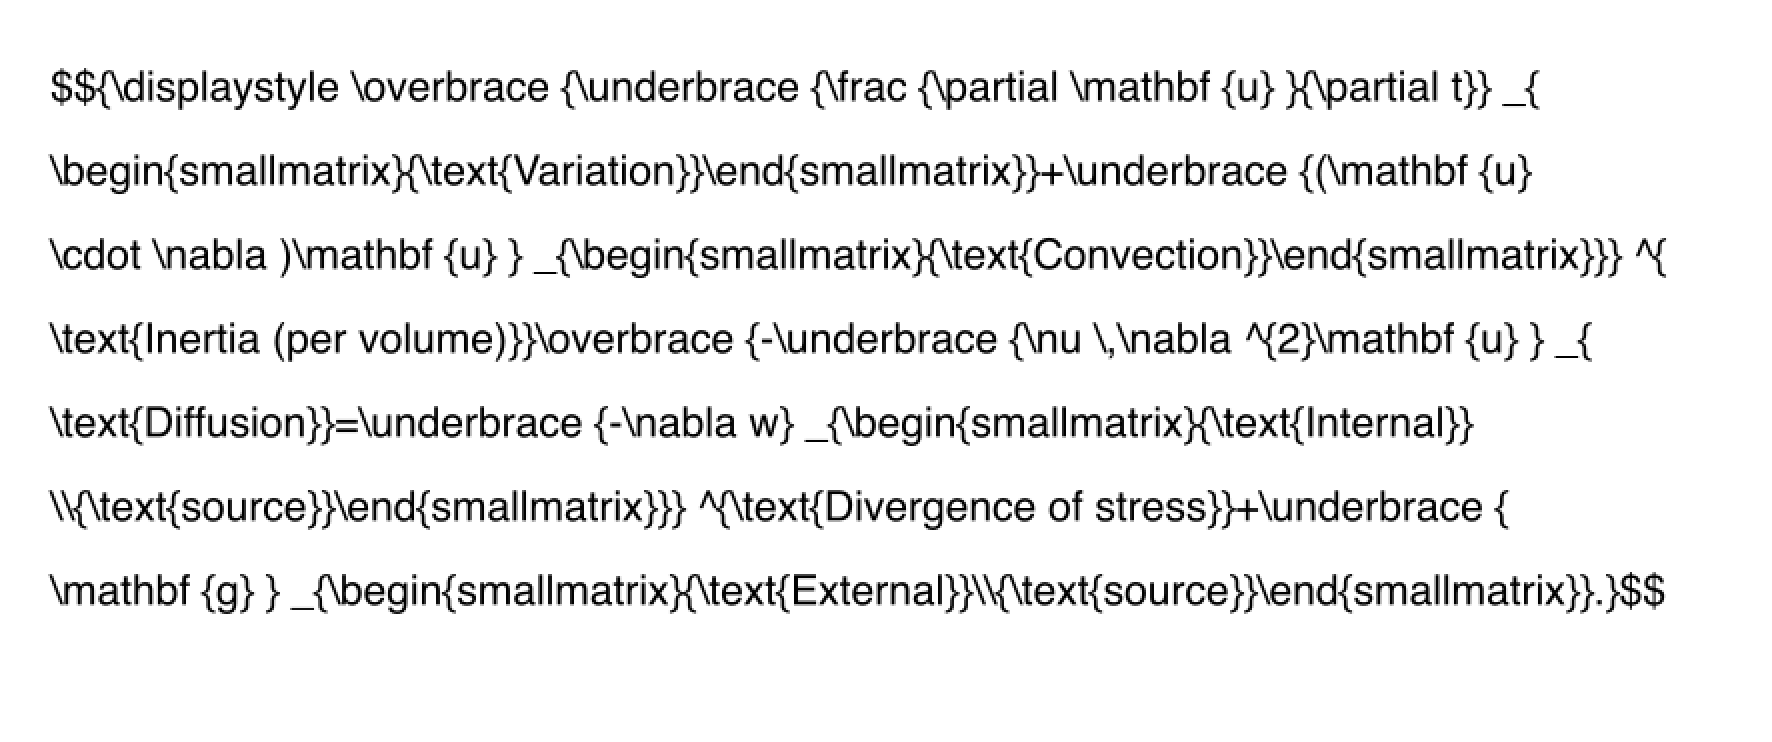 $${\displaystyle \overbrace {\underbrace {\frac {\partial \mathbf {u} }{\partial t}} _{
\begin{smallmatrix}{\text{Variation}}\end{smallmatrix}}+\underbrace {(\mathbf {u}
\cdot \nabla )\mathbf {u} } _{\begin{smallmatrix}{\text{Convection}}\end{smallmatrix}}} ^{
\text{Inertia (per volume)}}\overbrace {-\underbrace {\nu \,\nabla ^{2}\mathbf {u} } _{
\text{Diffusion}}=\underbrace {-\nabla w} _{\begin{smallmatrix}{\text{Internal}}
\\{\text{source}}\end{smallmatrix}}} ^{\text{Divergence of stress}}+\underbrace {
\mathbf {g} } _{\begin{smallmatrix}{\text{External}}\\{\text{source}}\end{smallmatrix}}.}$$